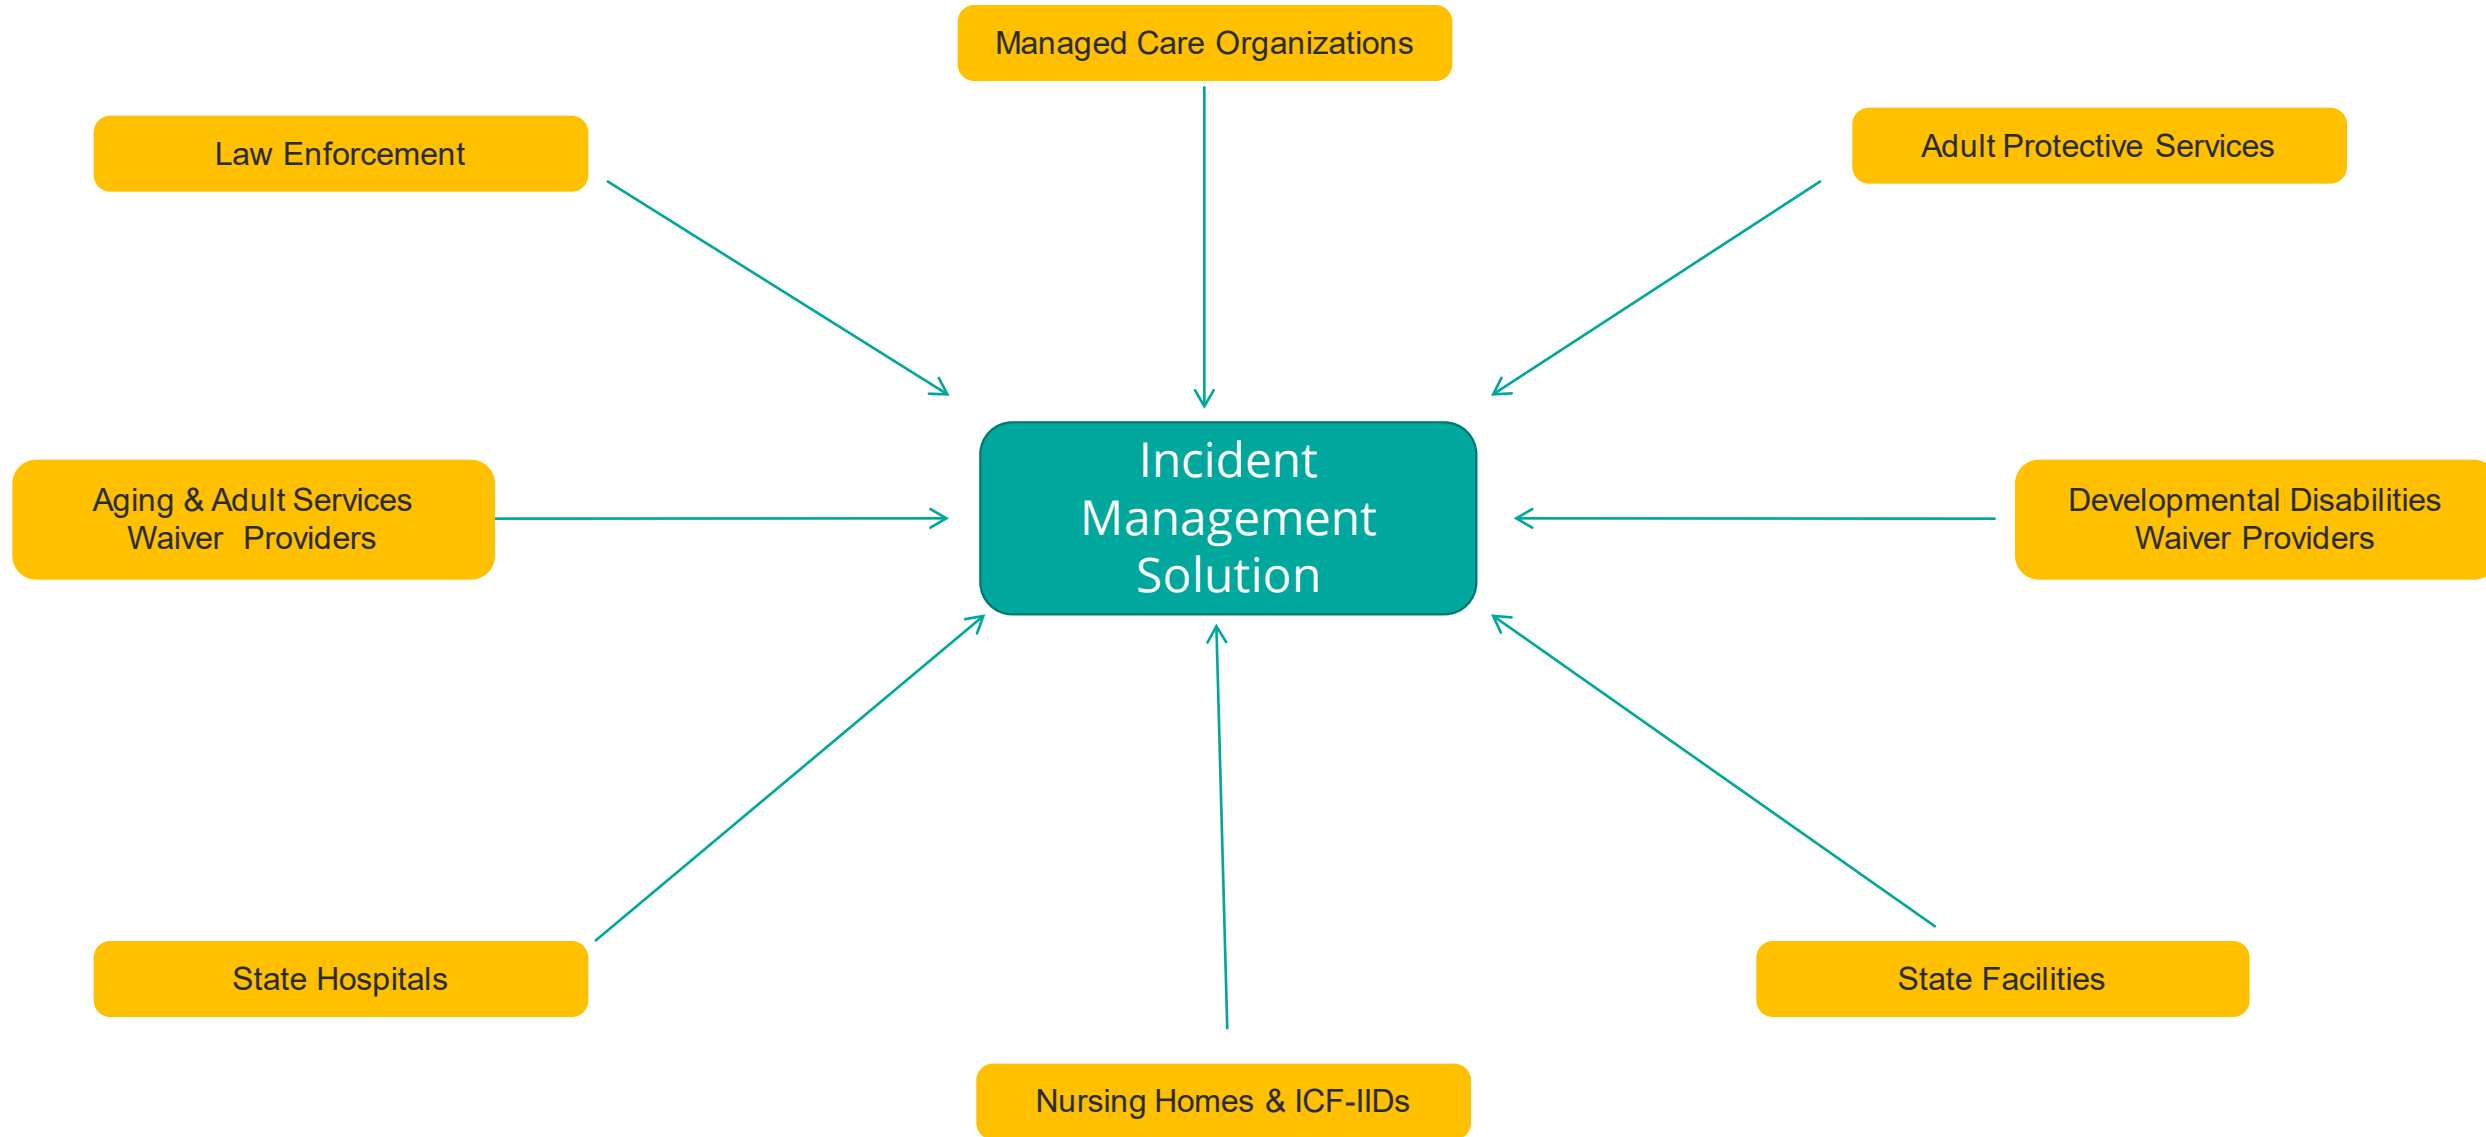 Managed Care Organizations
Law Enforcement
Adult Protective Services
Incident
Management
Solution
Aging & Adult Services
Waiver  Providers
Developmental Disabilities
Waiver Providers
State Hospitals
State Facilities
Nursing Homes & ICF-IIDs